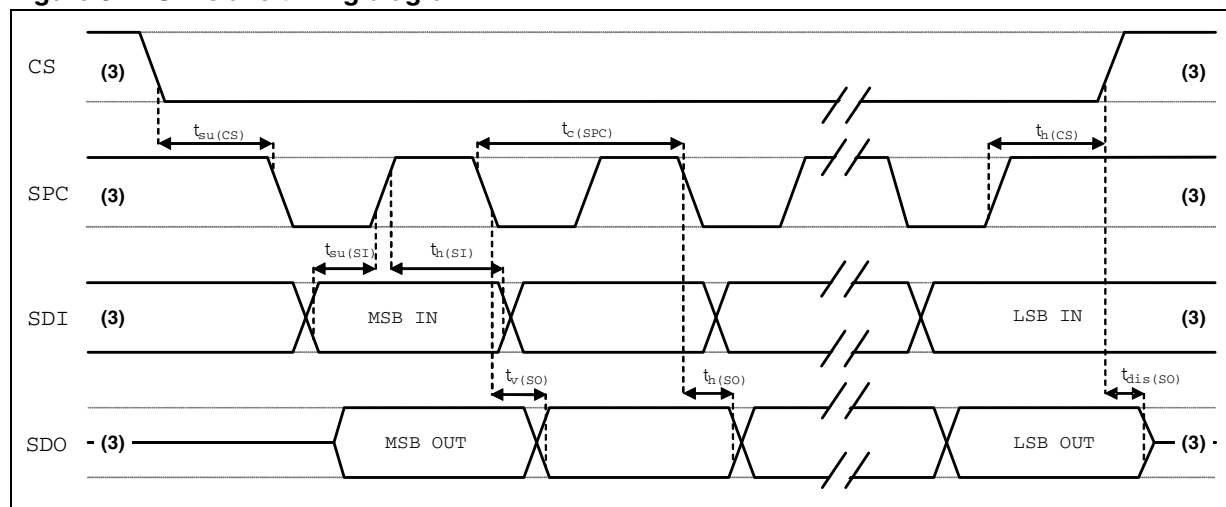 CS (3) (3)
t_su(CS) t_c(SPC) t_h(CS)
SPC (3) (3)
t_su(SI) t_h(SI)
SDI (3) MSB IN LSB IN (3)
t_v(SO) t_h(SO) t_dis(SO)
SDO (3) MSB OUT LSB OUT (3)